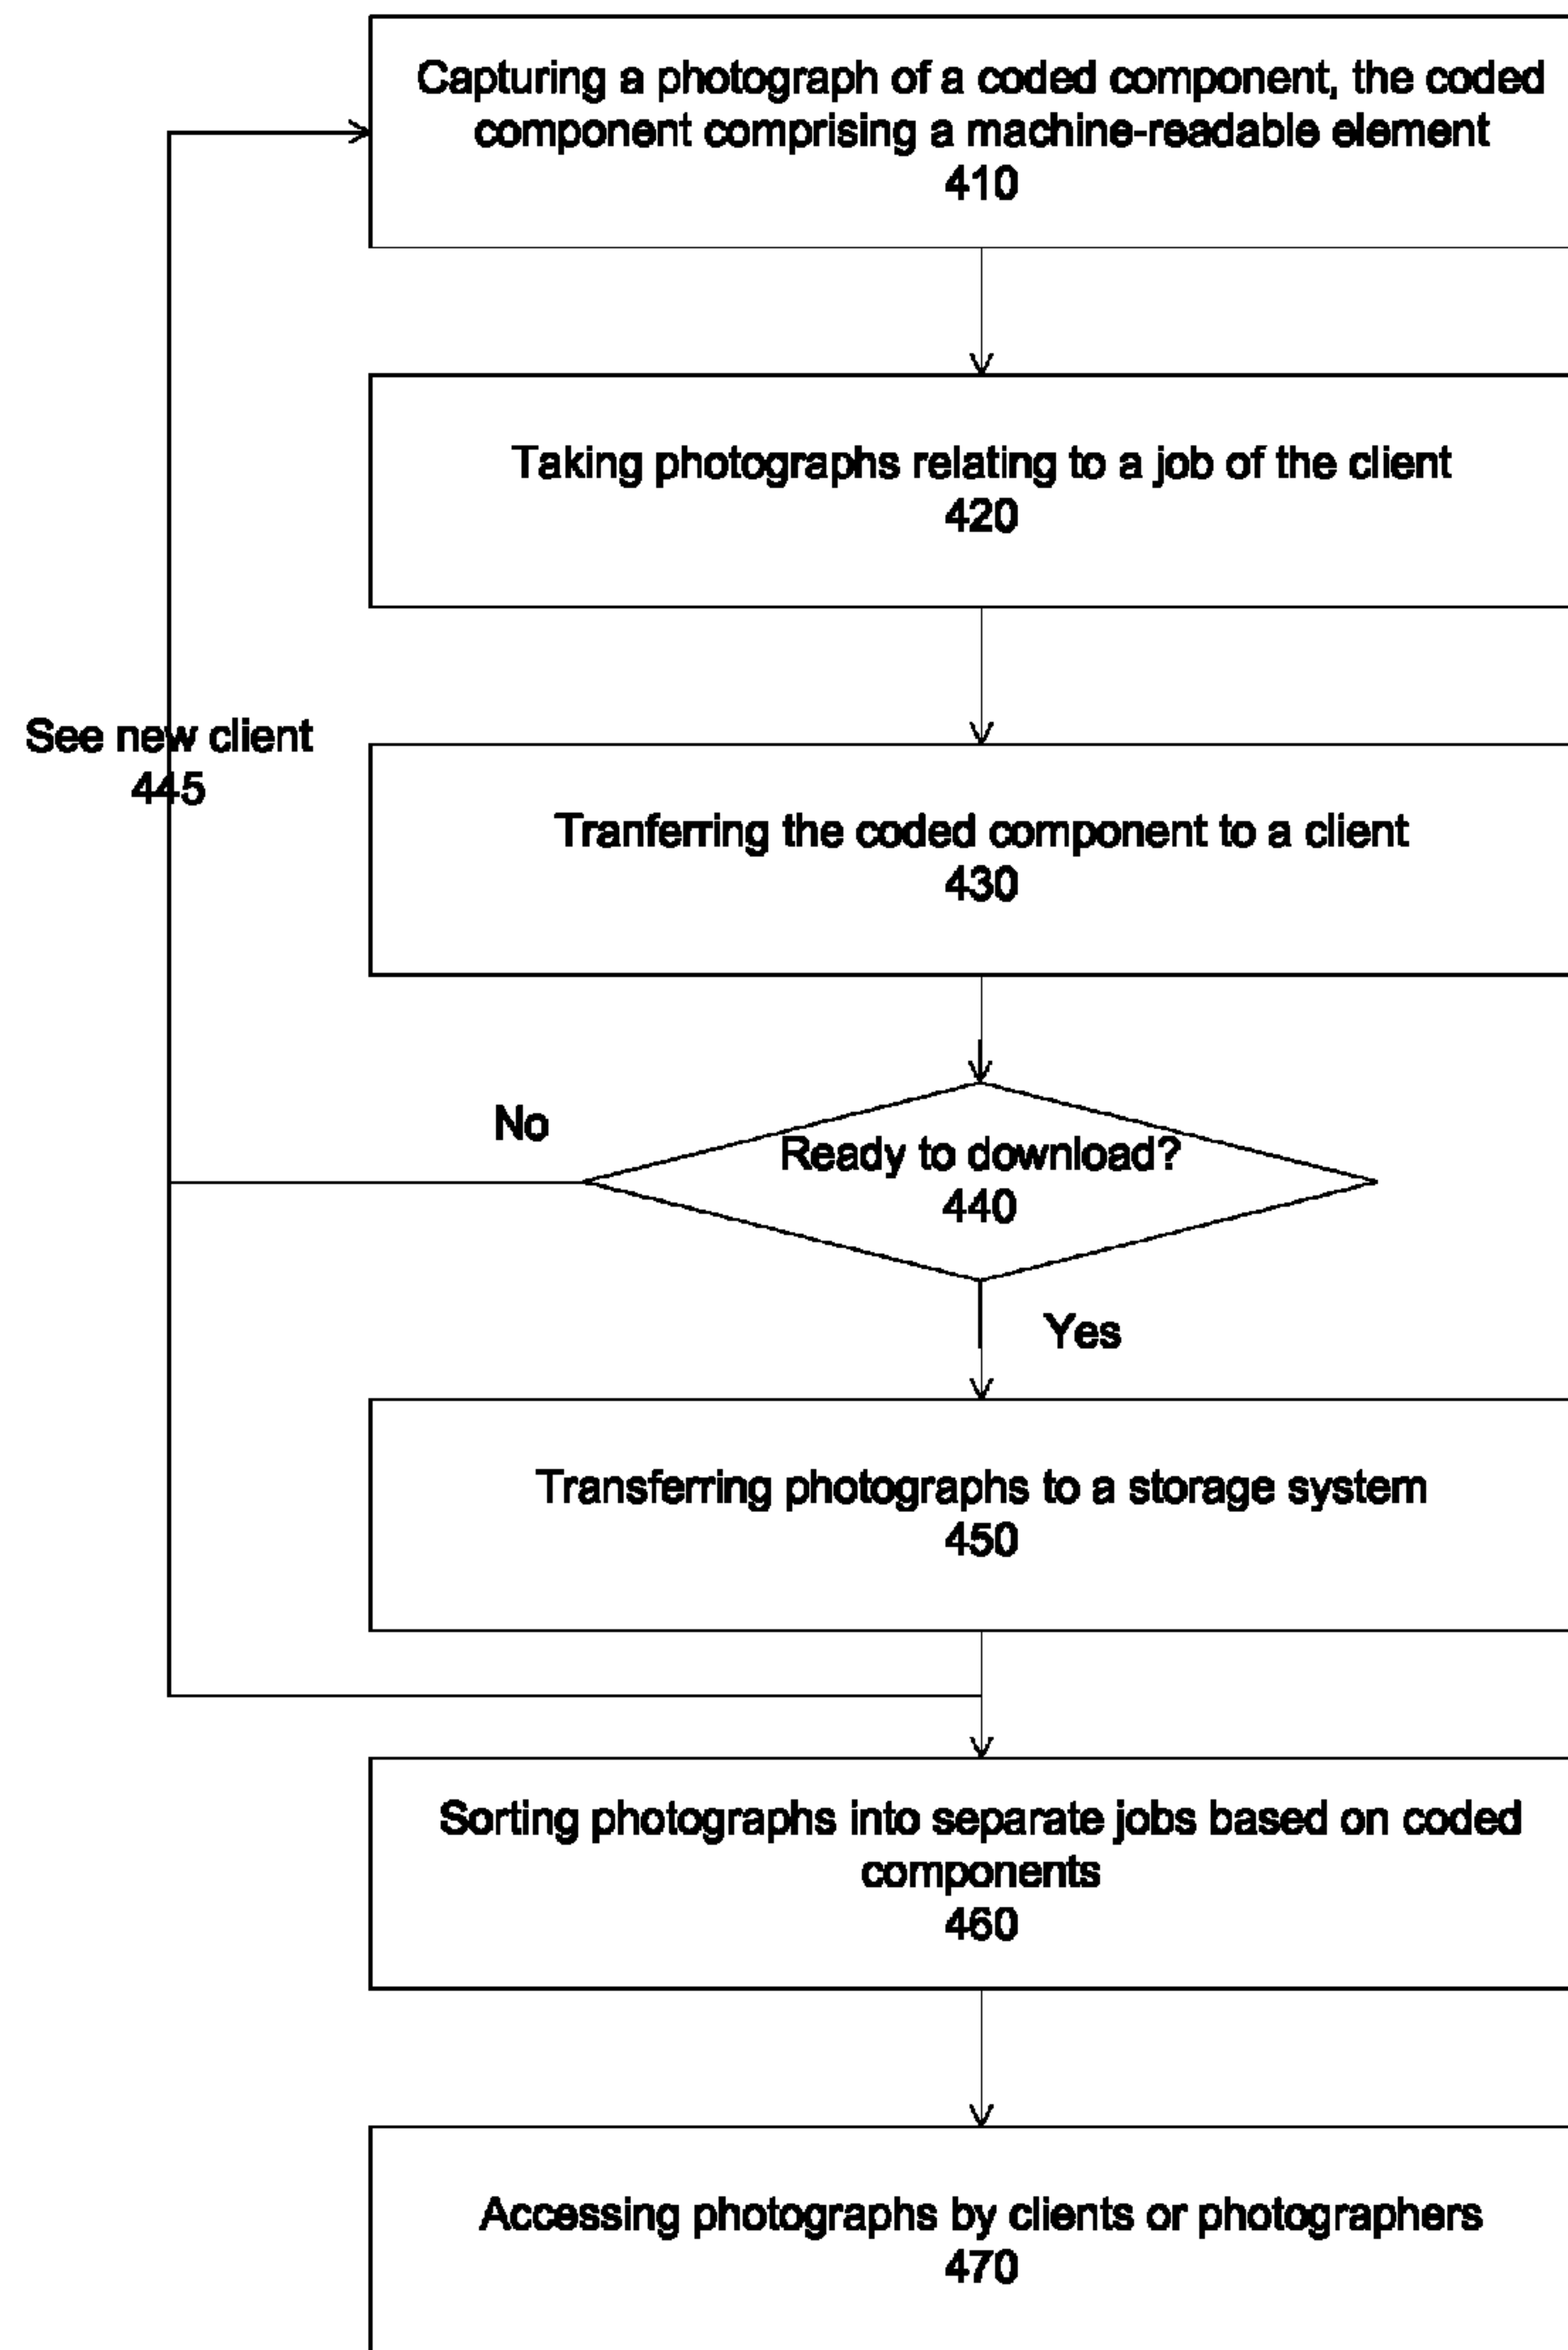 Capturing a photograph of a coded component, the coded
component comprising a machine-readable element
410
Taking photographs relating to a job of the client
420
See new client
445
Tranferring the coded component to a client
430
No
Ready to download?
440
Yes
Transferring photographs to a storage system
450
Sorting photographs into separate jobs based on coded
components
460
Accessing photographs by clients or photographers
470